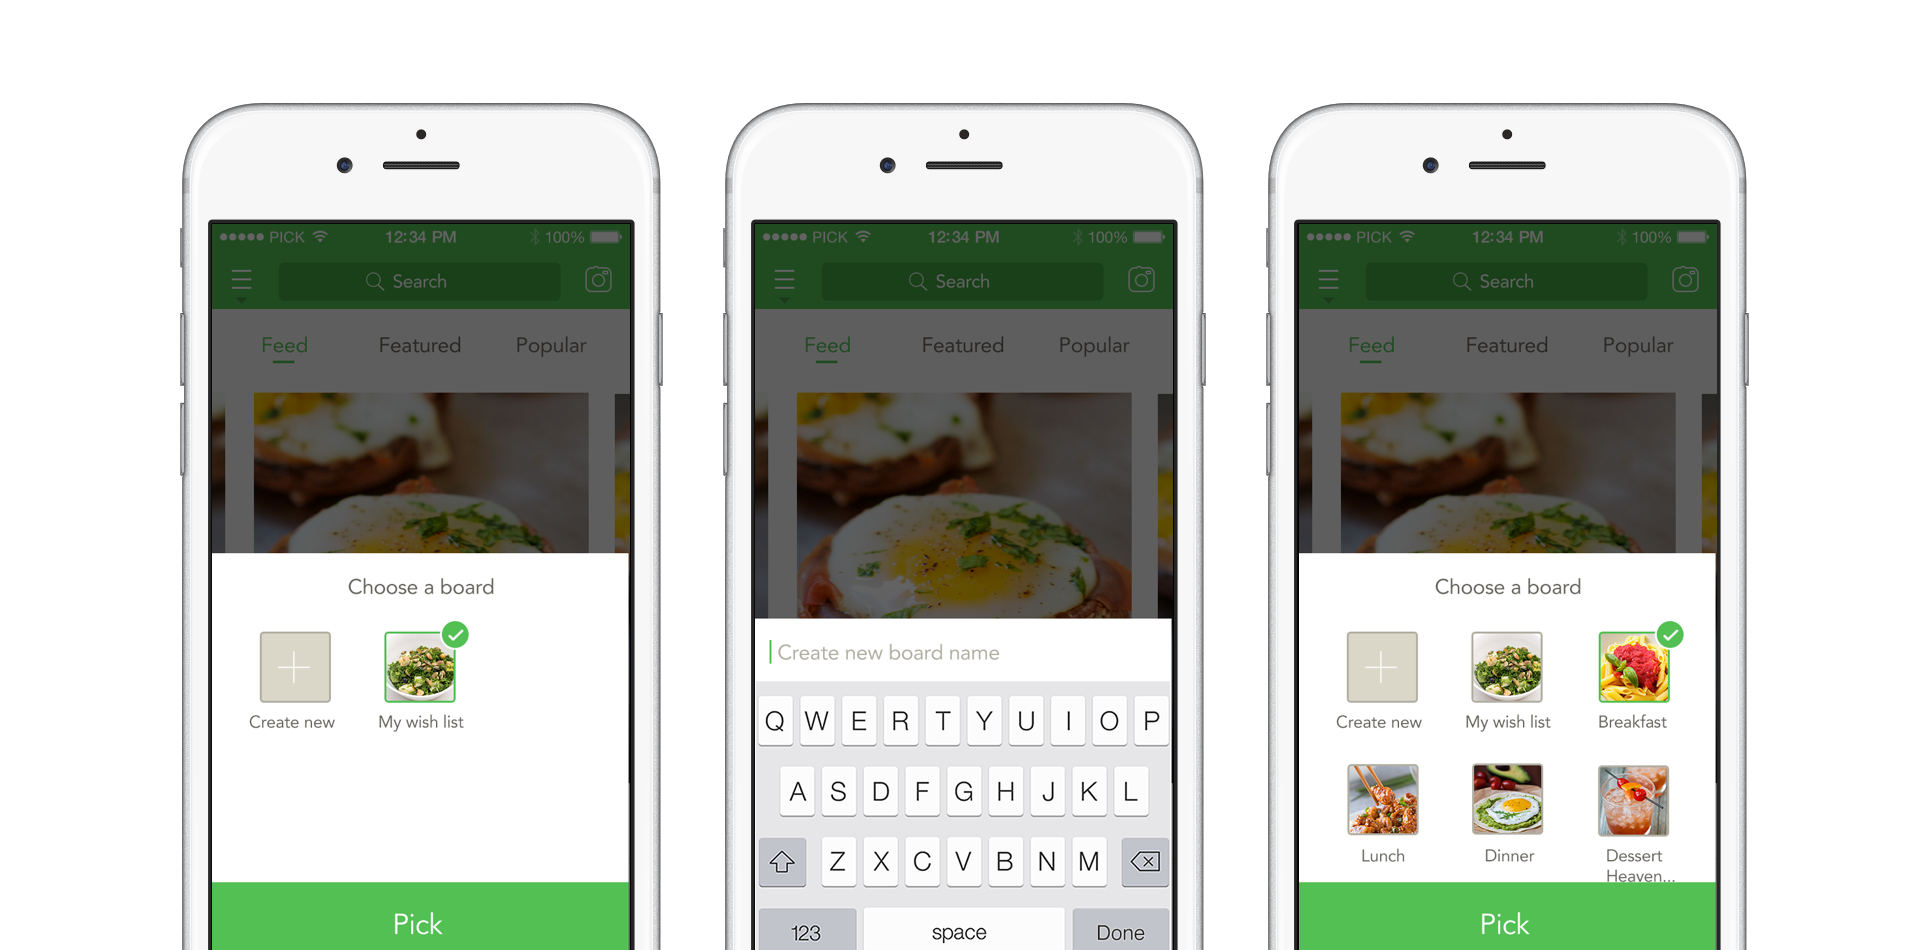 PICK 12:34 PM 100%
Search
Feed Featured Popular
Choose a board
Create new My wish list
Pick
PICK 12:34 PM 100%
Search
Feed Featured Popular
Create new board name
Q W E R T Y U I O P
A S D F G H J K L
Z X C V B N M
123 space Done
PICK 12:34 PM 100%
Search
Feed Featured Popular
Choose a board
Create new My wish list Breakfast
Lunch Dinner Dessert
Heaven...
Pick